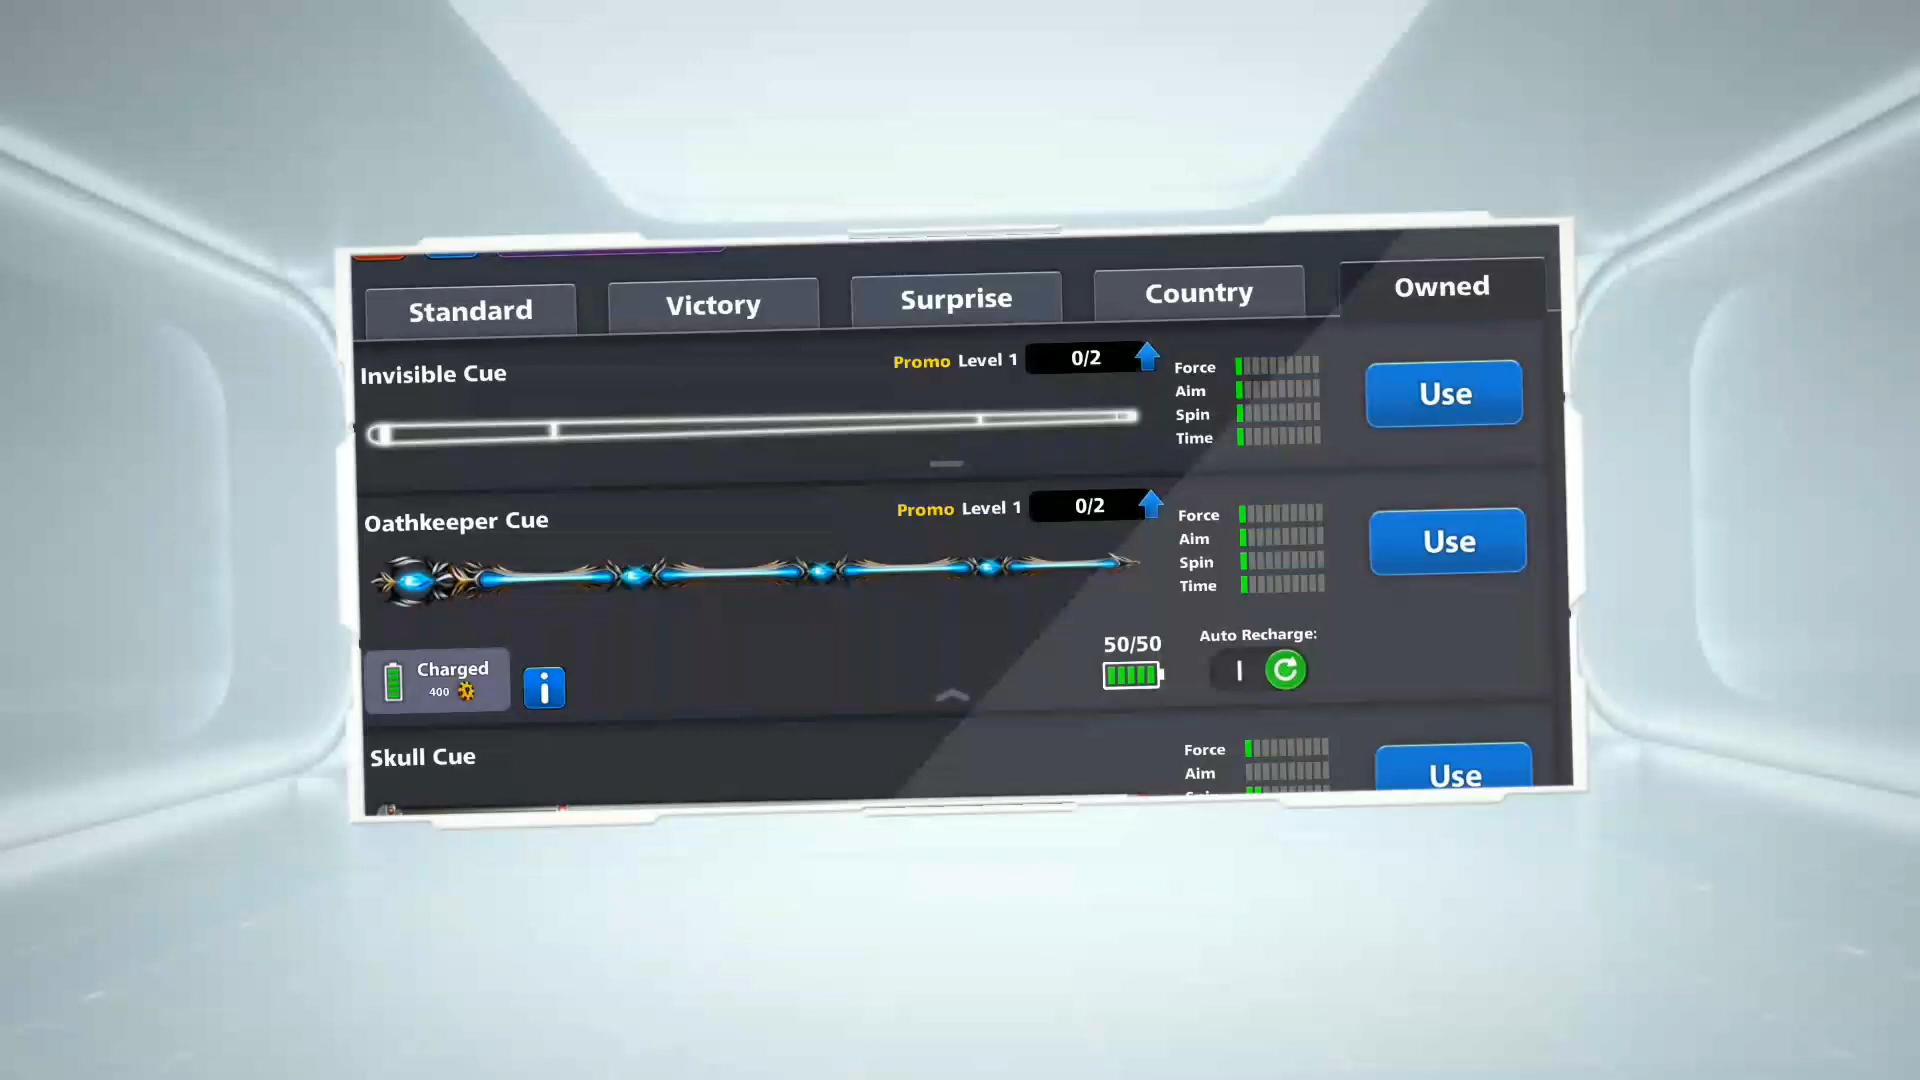 Standard
Victory
Surprise
Country
Owned
Invisible Cue
Promo Level 1
0/2
Force
Aim
Spin
Time
Use
Oathkeeper Cue
Promo Level 1
0/2
Force
Aim
Spin
Time
Use
Charged
400
i
50/50
Auto Recharge:
Skull Cue
Force
Aim
Use